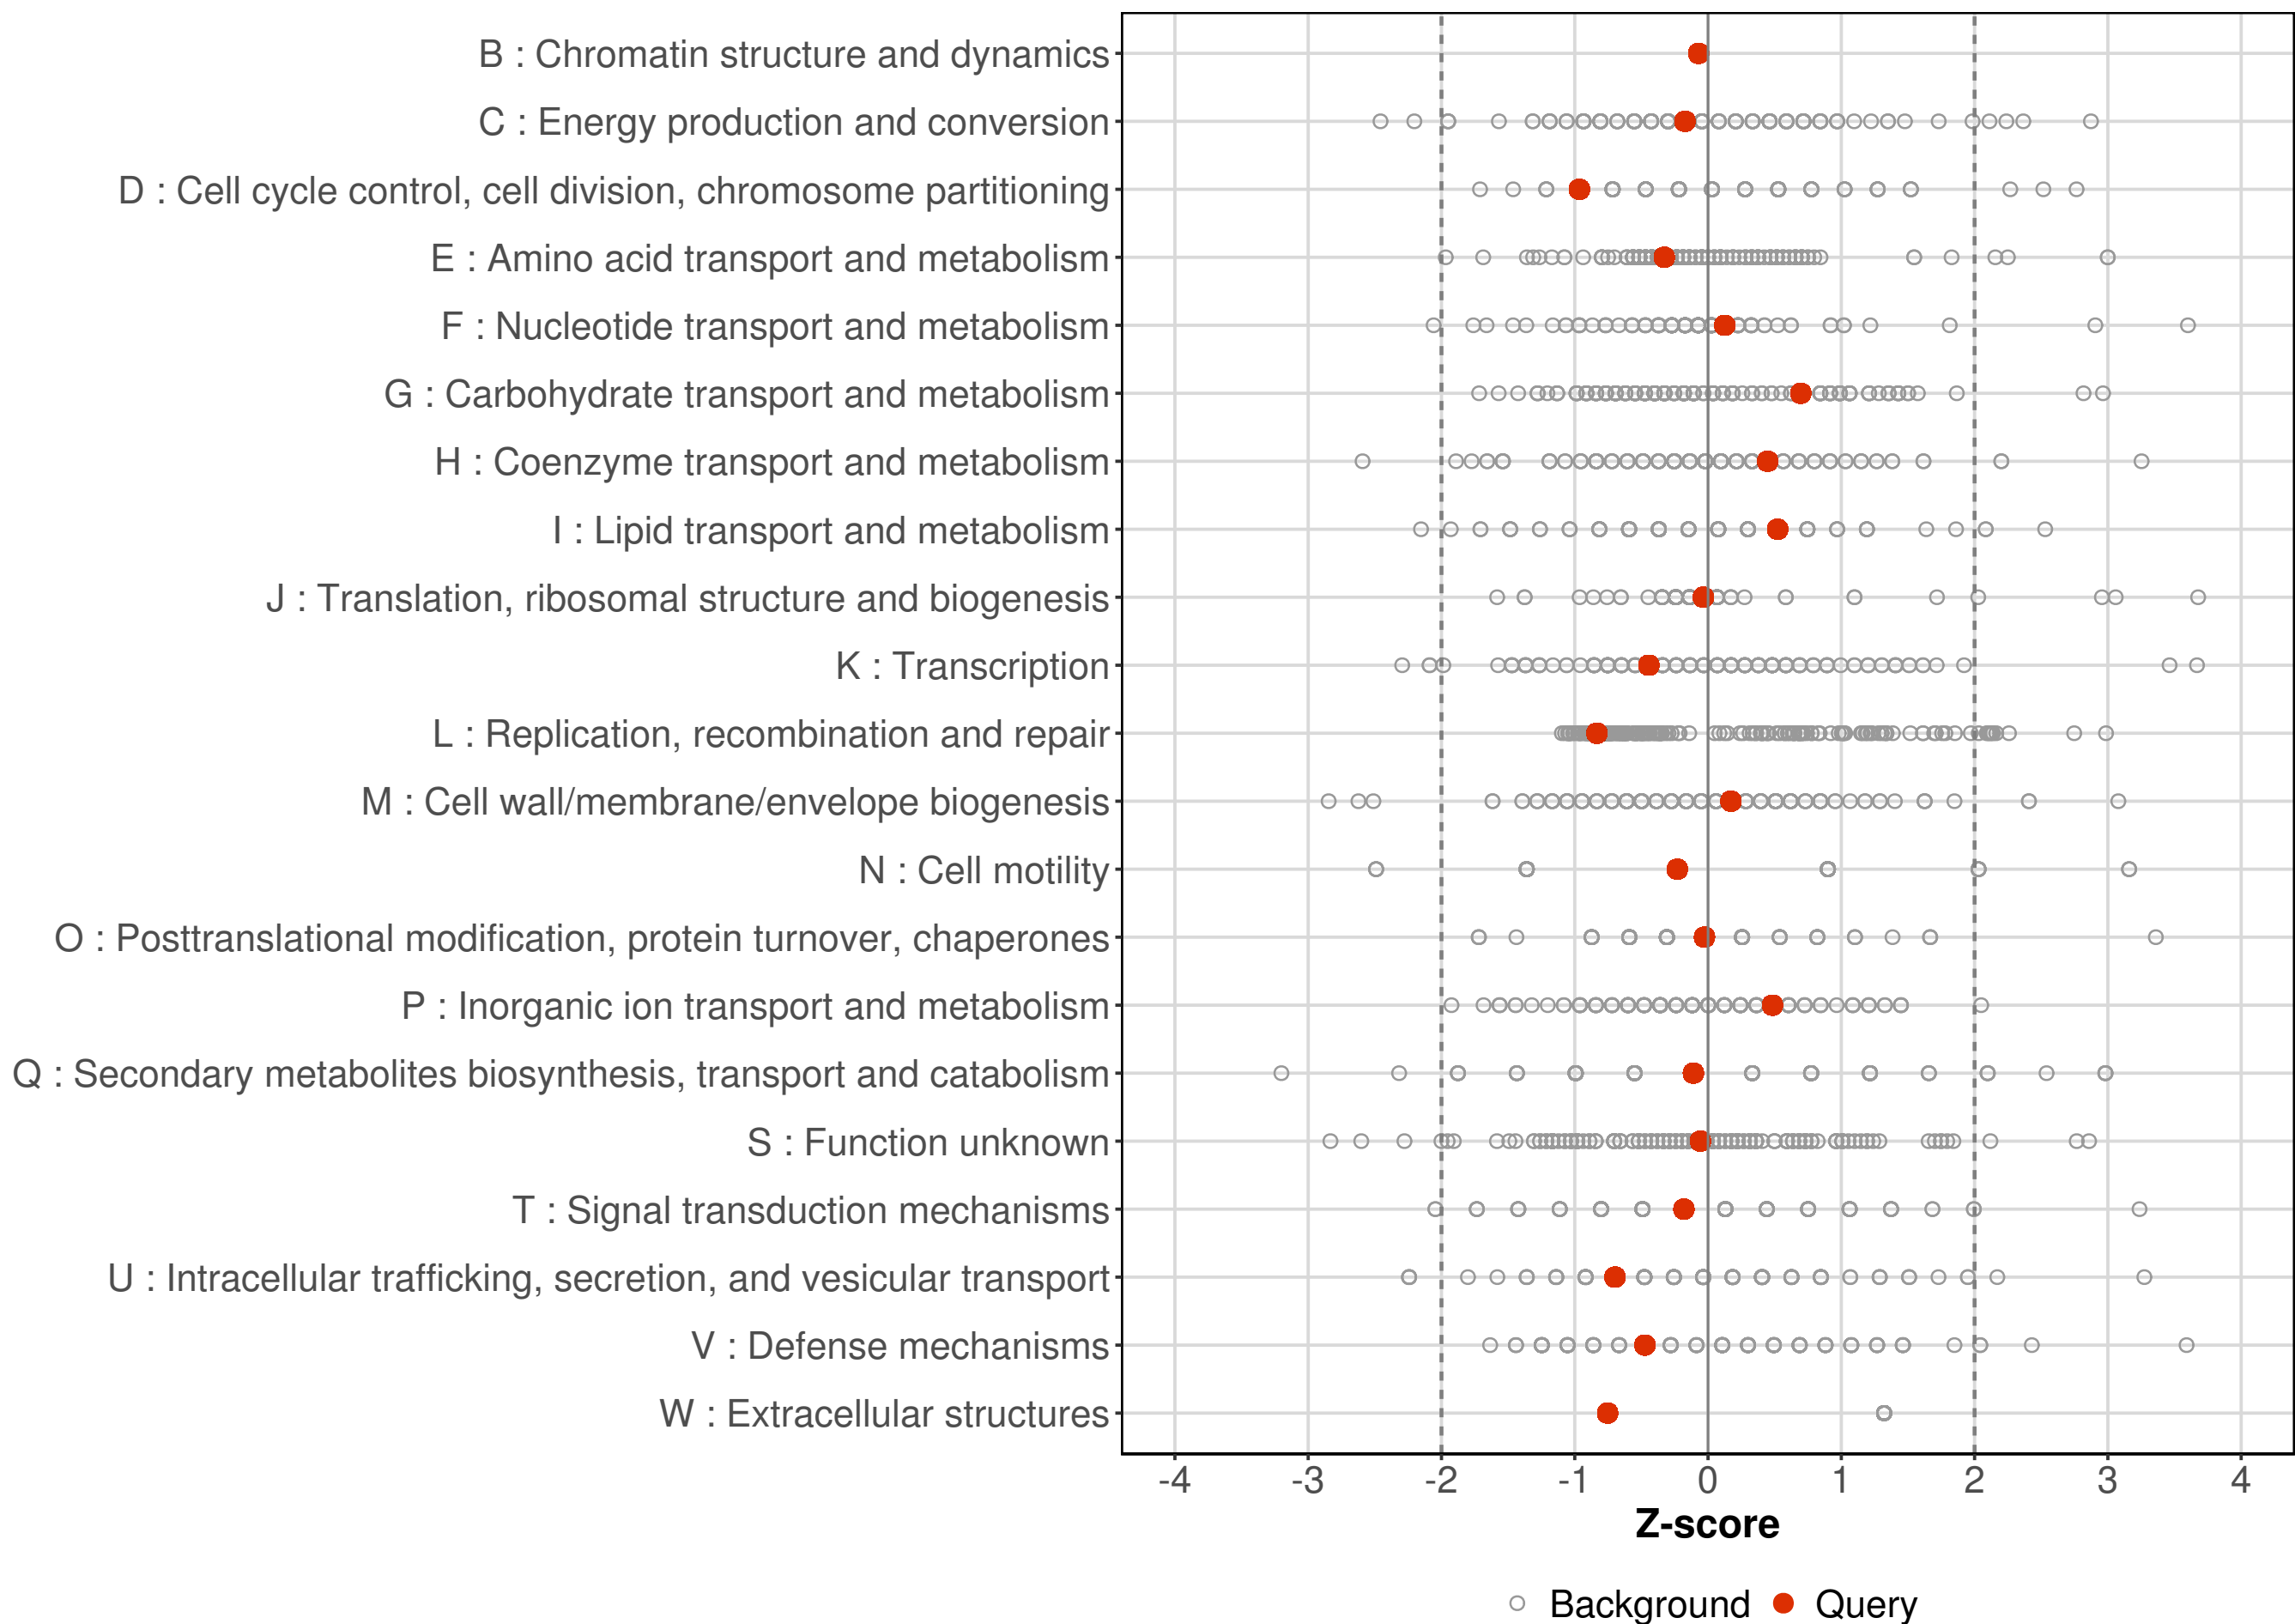 B : Chromatin structure and dynamics
C : Energy production and conversion
D : Cell cycle control, cell division, chromosome partitioning
E : Amino acid transport and metabolism
F : Nucleotide transport and metabolism
G : Carbohydrate transport and metabolism
H : Coenzyme transport and metabolism
I : Lipid transport and metabolism
J : Translation, ribosomal structure and biogenesis
K : Transcription
L : Replication, recombination and repair
M : Cell wall/membrane/envelope biogenesis
N : Cell motility
O : Posttranslational modification, protein turnover, chaperones
P : Inorganic ion transport and metabolism
Q : Secondary metabolites biosynthesis, transport and catabolism
S : Function unknown
T : Signal transduction mechanisms
U : Intracellular trafficking, secretion, and vesicular transport
V : Defense mechanisms
W : Extracellular structures
-4 -3 -2 -1 0 1 2 3 4
Z-score
Background Query